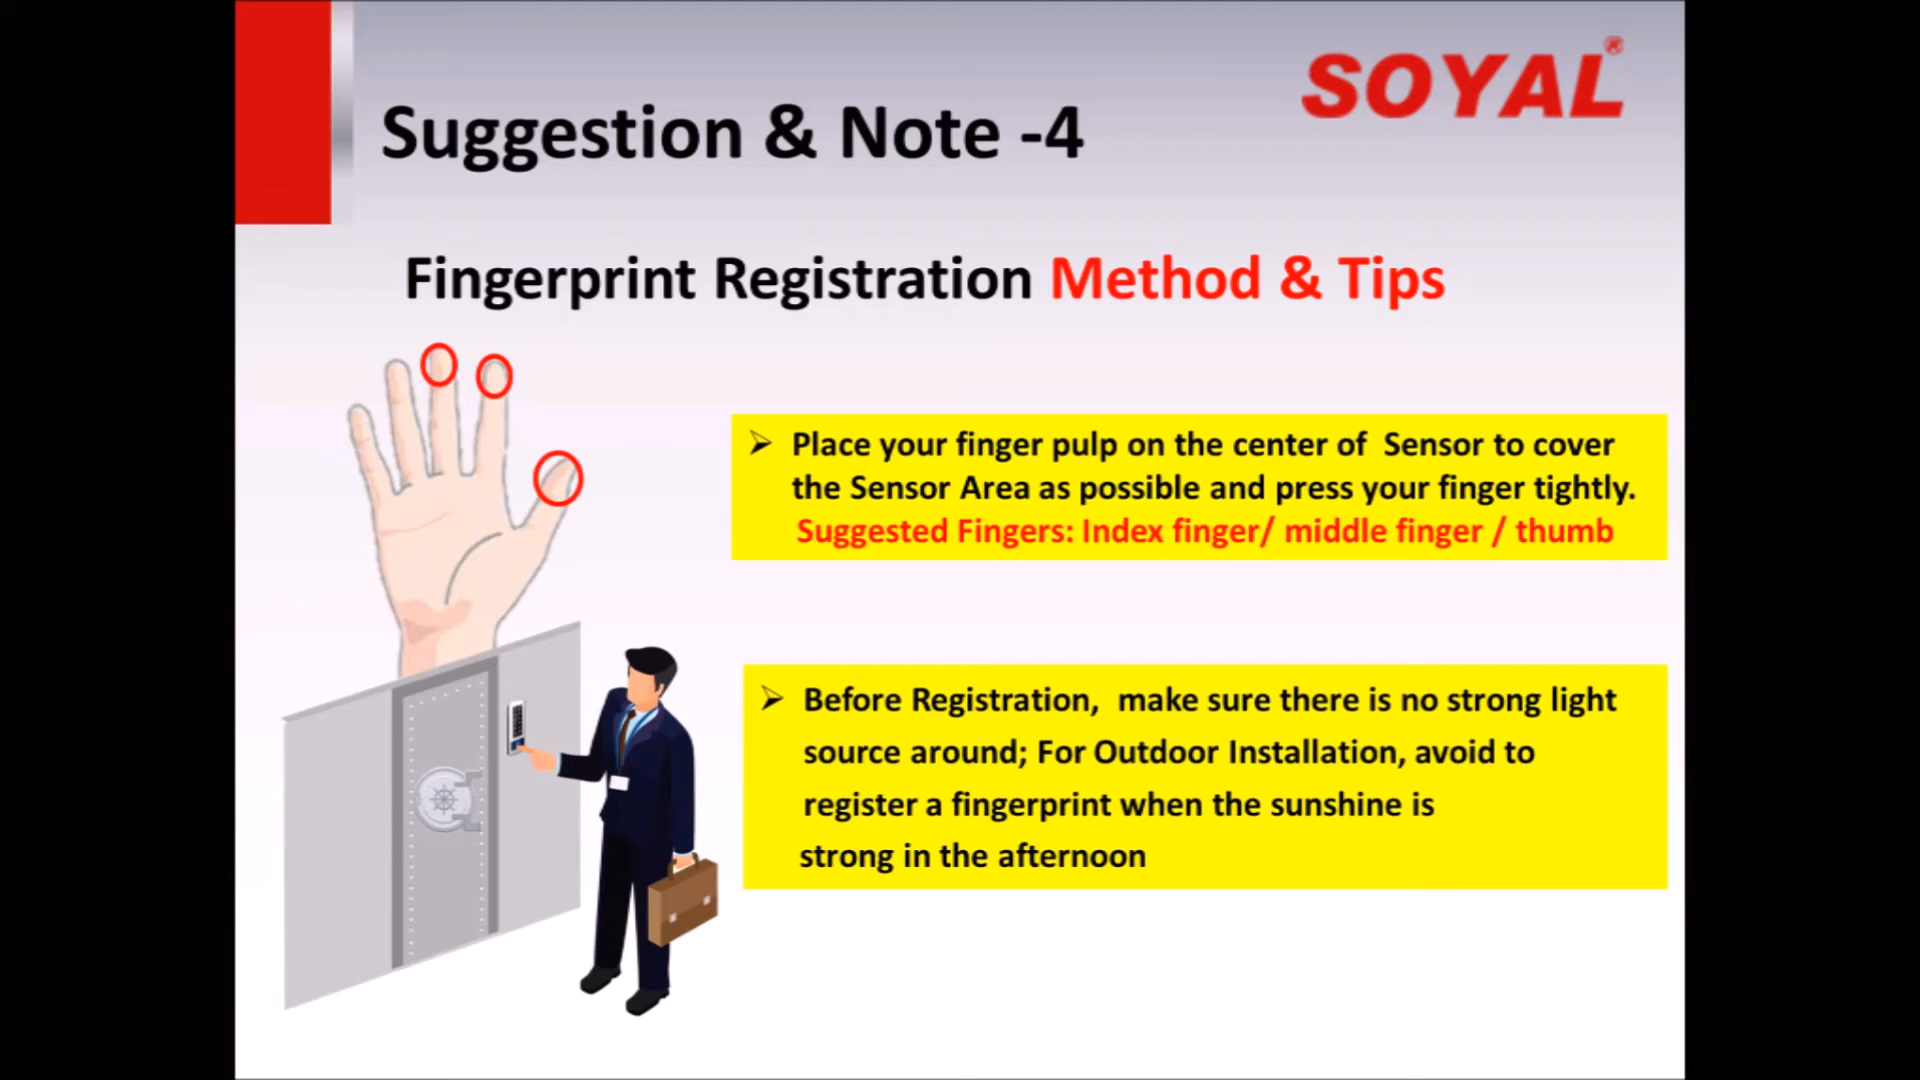 SOYAL®
Suggestion & Note -4
Fingerprint Registration Method & Tips
➢ Place your finger pulp on the center of Sensor to cover
the Sensor Area as possible and press your finger tightly.
Suggested Fingers: Index finger/ middle finger / thumb
➢ Before Registration, make sure there is no strong light
source around; For Outdoor Installation, avoid to
register a fingerprint when the sunshine is
strong in the afternoon